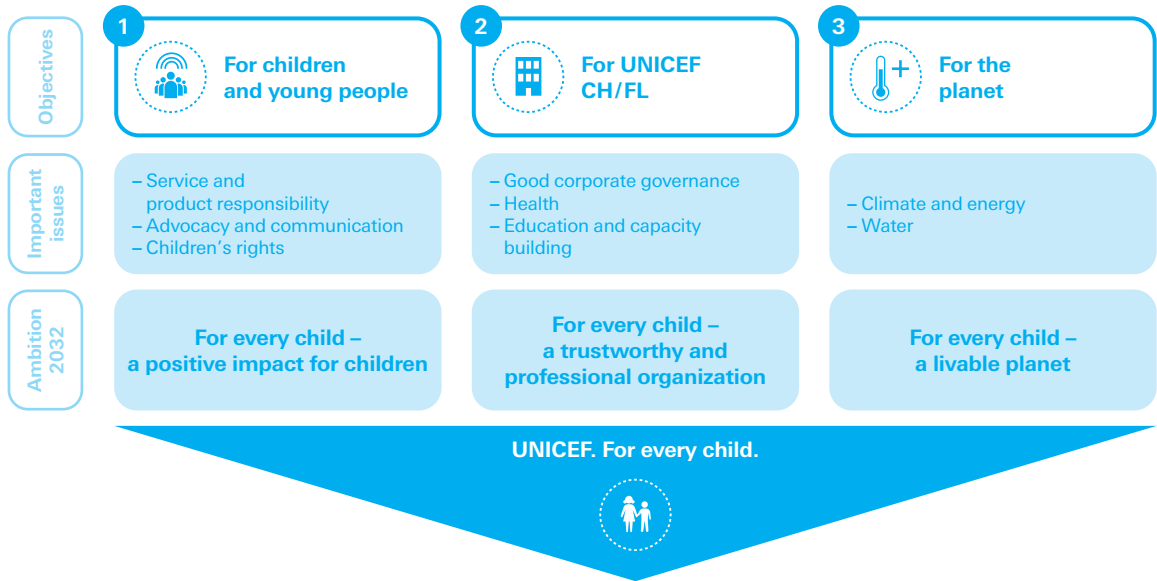 Objectives
1
For children
and young people
2
For UNICEF
CH/FL
3
For the
planet
Important
issues
– Service and
product responsibility
– Advocacy and communication
– Children’s rights
– Good corporate governance
– Health
– Education and capacity
building
– Climate and energy
– Water
Ambition
2032
For every child –
a positive impact for children
For every child –
a trustworthy and
professional organization
For every child –
a livable planet
UNICEF. For every child.